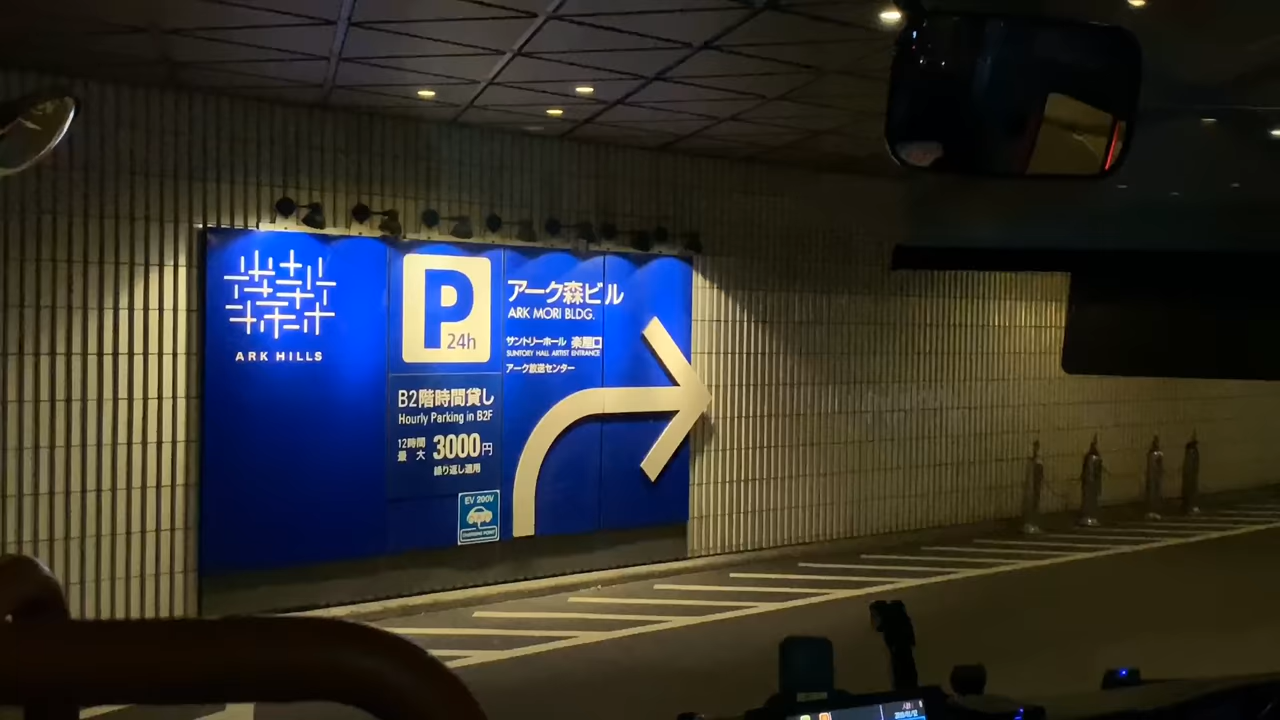 ARK HILLS
P
24h
B2階時間貸し
Hourly Parking in B2F
12時間
最大
3000円
繰り返し適用
EV 200V
CHARGING POINT
アーク森ビル
ARK MORI BLDG.
サントリーホール 楽屋口
SUNTORY HALL ARTIST ENTRANCE
アーク放送センター